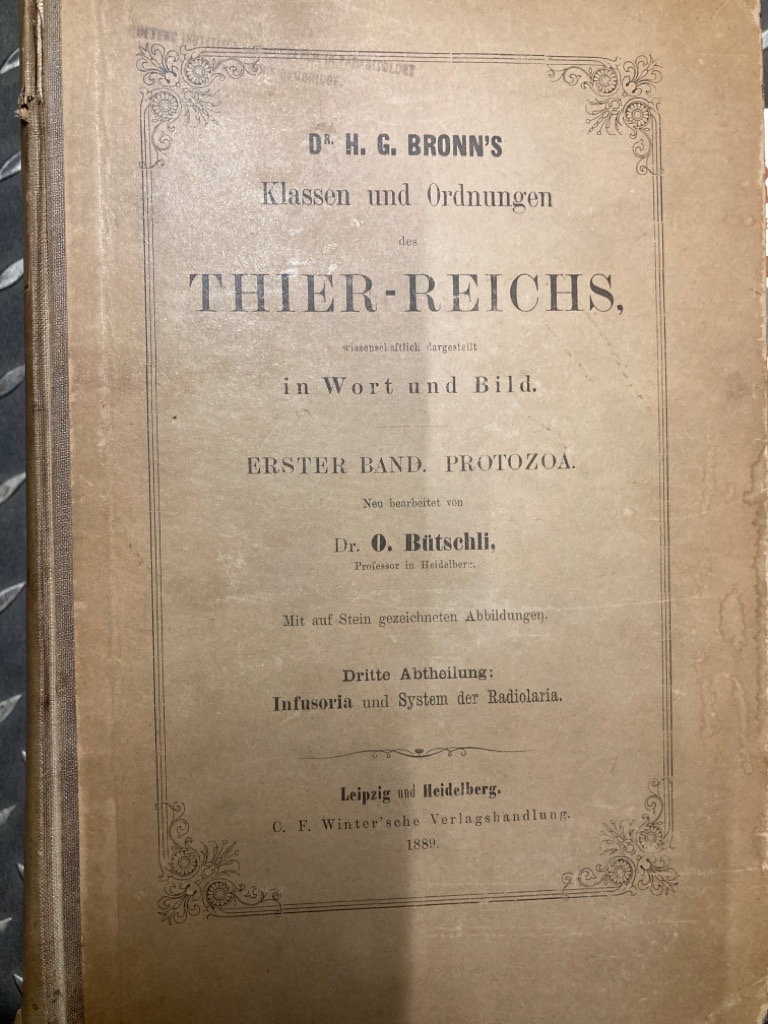 DR. H. G. BRONN'S
Klassen und Ordnungen
des
THIER-REICHS,
wissenschaftlich dargestellt
in Wort und Bild.
ERSTER BAND. PROTOZOA.
Neu bearbeitet von
Dr. O. Bütschli,
Professor in Heidelberg.
Mit auf Stein gezeichneten Abbildungen.
Dritte Abtheilung:
Infusoria und System der Radiolaria.
Leipzig und Heidelberg.
C. F. Winter'sche Verlagshandlung.
1889.